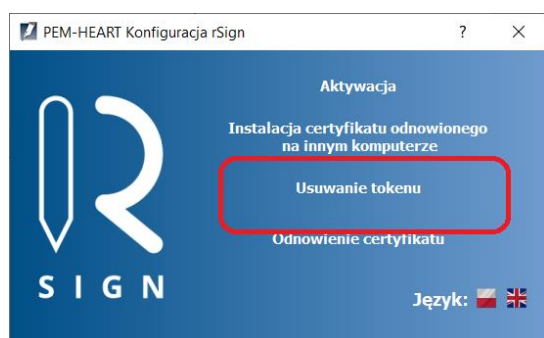 PEM-HEART Konfiguracja rSign
Aktywacja
Instalacja certyfikatu odnowionego
na innym komputerze
Usuwanie tokenu
Odnowienie certyfikatu
R
SIGN
Język: